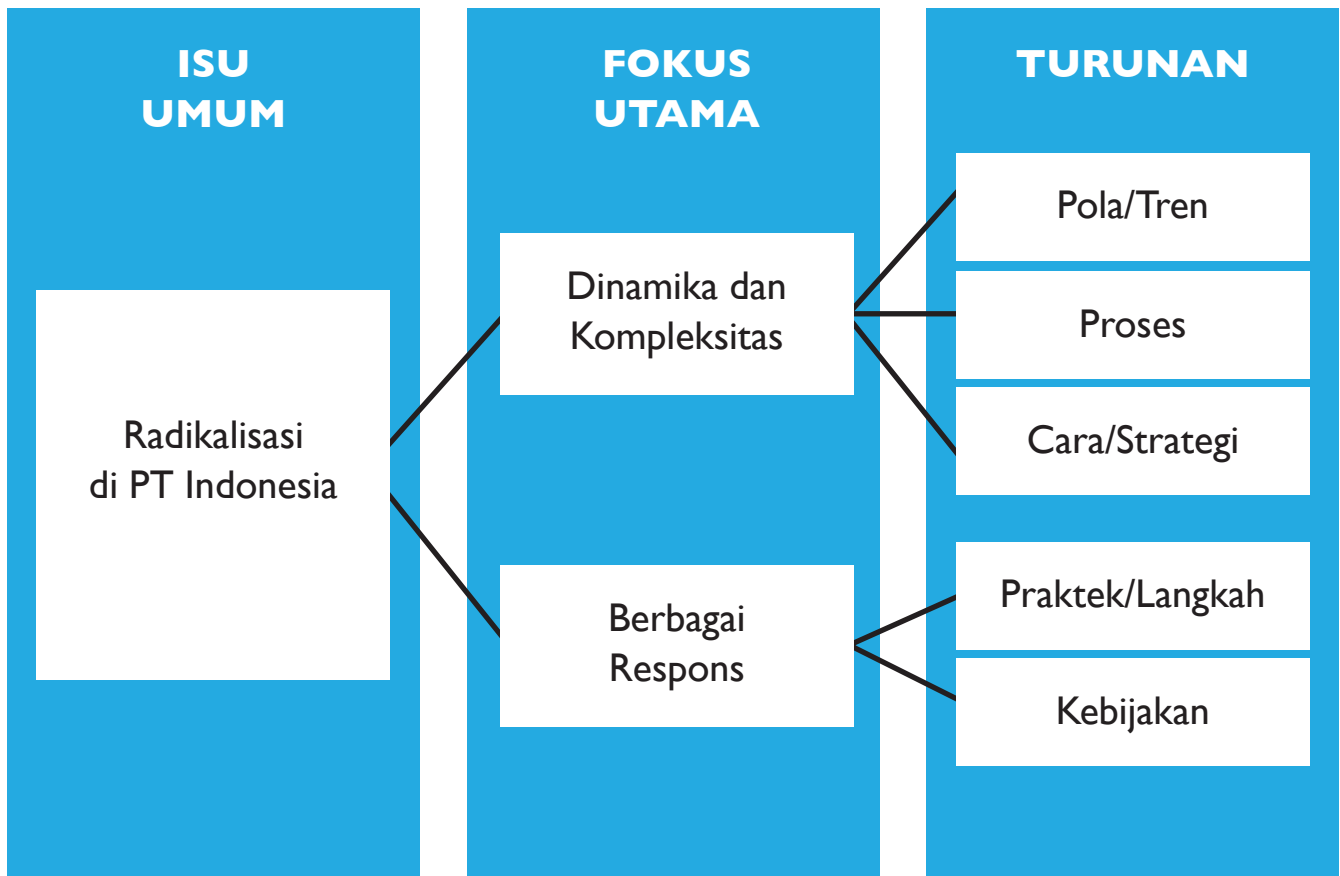 ISU
UMUM
Radikalisasi
di PT Indonesia
FOKUS
UTAMA
Dinamika dan
Kompleksitas
Berbagai
Respons
TURUNAN
Pola/Tren
Proses
Cara/Strategi
Praktek/Langkah
Kebijakan